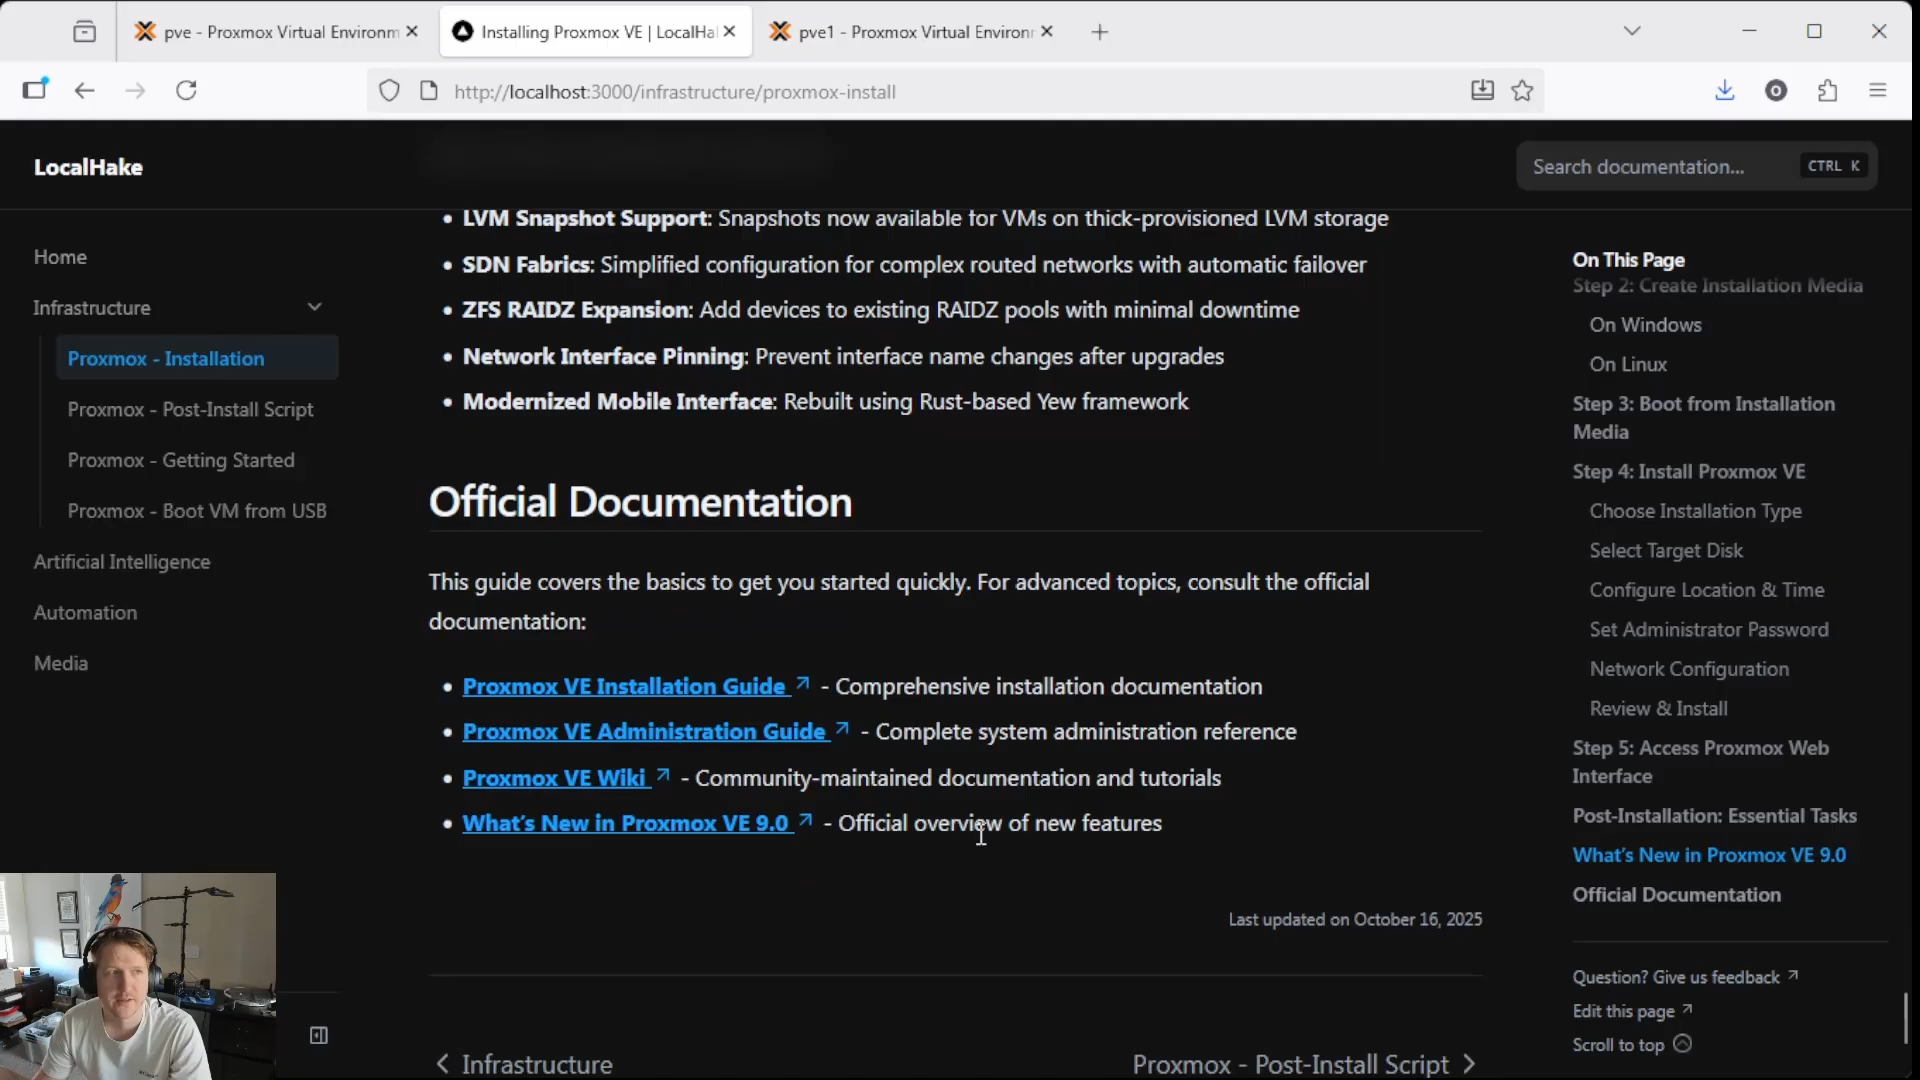 pve - Proxmox Virtual Environm
Installing Proxmox VE | LocalHa
pve1 - Proxmox Virtual Environ
http://localhost:3000/infrastructure/proxmox-install
LocalHake
Search documentation...
CTRL K
Home
Infrastructure
Proxmox - Installation
Proxmox - Post-Install Script
Proxmox - Getting Started
Proxmox - Boot VM from USB
Artificial Intelligence
Automation
Media
• LVM Snapshot Support: Snapshots now available for VMs on thick-provisioned LVM storage
• SDN Fabrics: Simplified configuration for complex routed networks with automatic failover
• ZFS RAIDZ Expansion: Add devices to existing RAIDZ pools with minimal downtime
• Network Interface Pinning: Prevent interface name changes after upgrades
• Modernized Mobile Interface: Rebuilt using Rust-based Yew framework
Official Documentation
This guide covers the basics to get you started quickly. For advanced topics, consult the official
documentation:
• Proxmox VE Installation Guide - Comprehensive installation documentation
• Proxmox VE Administration Guide - Complete system administration reference
• Proxmox VE Wiki - Community-maintained documentation and tutorials
• What's New in Proxmox VE 9.0 - Official overview of new features
Last updated on October 16, 2025
Infrastructure
Proxmox - Post-Install Script
On This Page
Step 2: Create Installation Media
On Windows
On Linux
Step 3: Boot from Installation
Media
Step 4: Install Proxmox VE
Choose Installation Type
Select Target Disk
Configure Location & Time
Set Administrator Password
Network Configuration
Review & Install
Step 5: Access Proxmox Web
Interface
Post-Installation: Essential Tasks
What's New in Proxmox VE 9.0
Official Documentation
Question? Give us feedback
Edit this page
Scroll to top